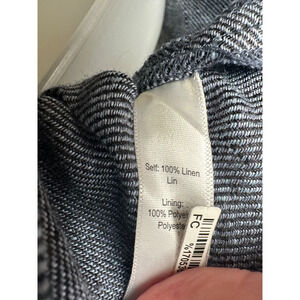 Self: 100% Linen
Lin
Lining:
100% Polyester
Polyester
FC